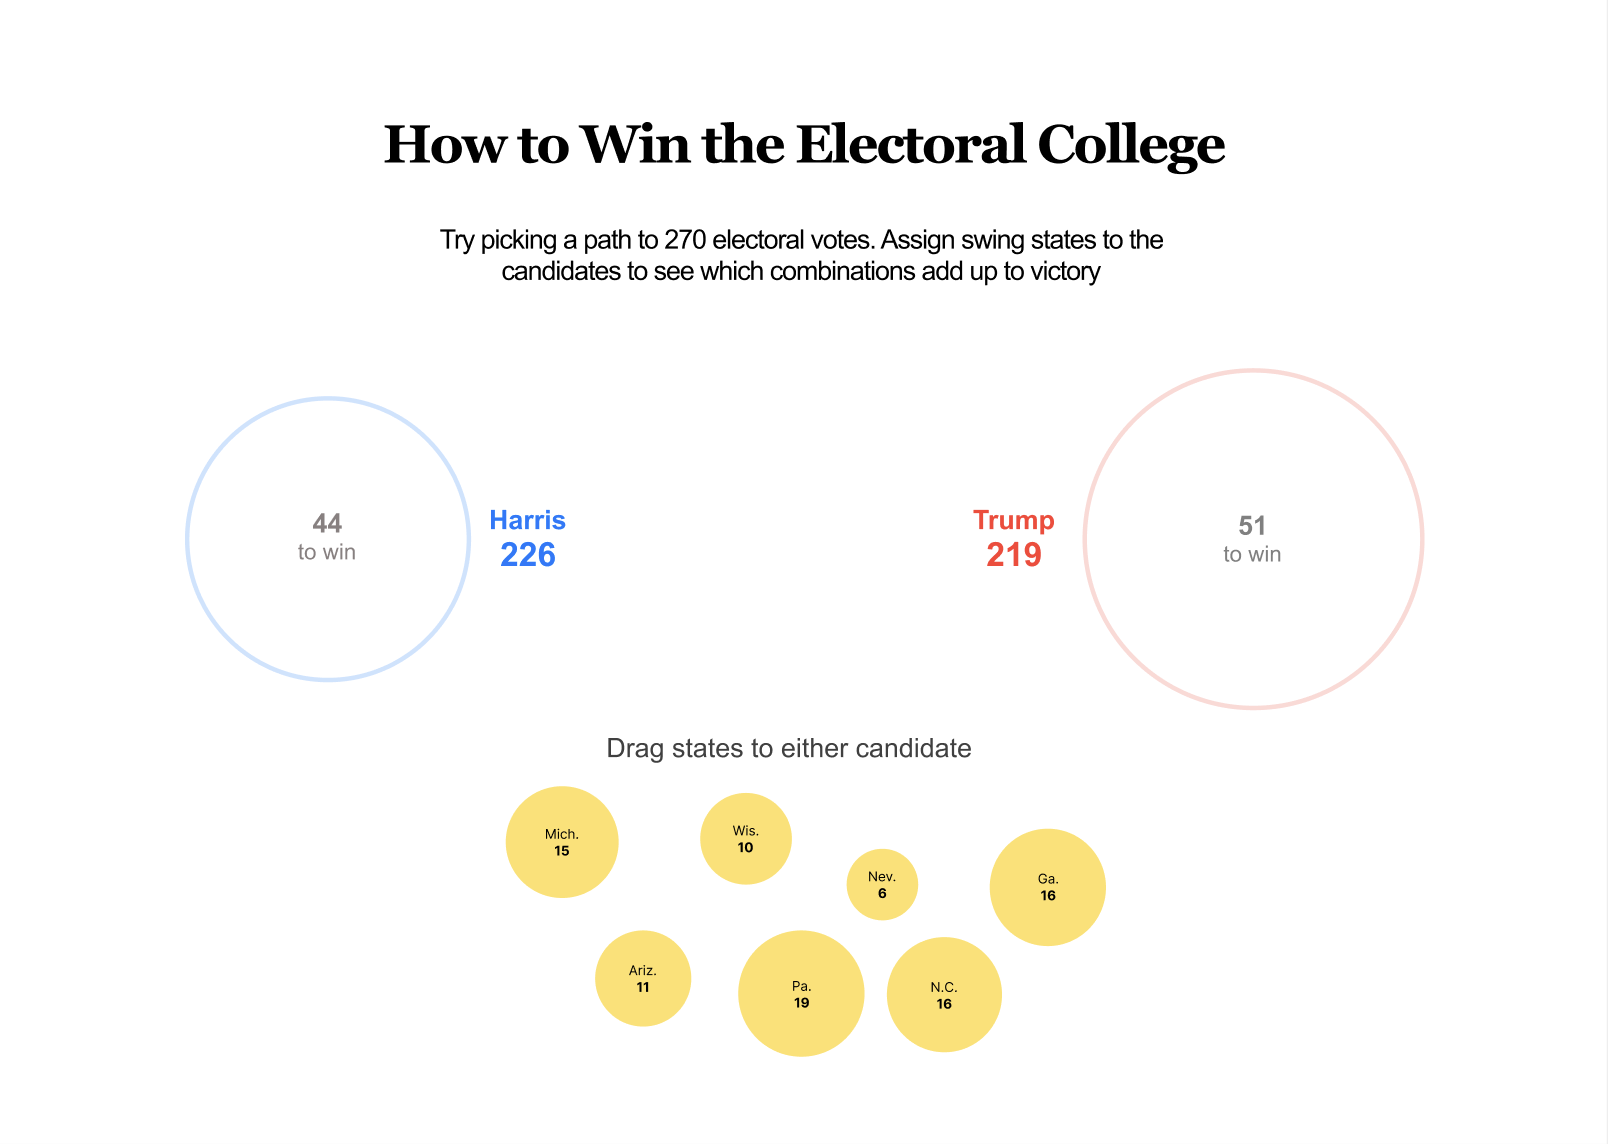 How to Win the Electoral College
Try picking a path to 270 electoral votes. Assign swing states to the
candidates to see which combinations add up to victory
44
to win
Harris
226
Trump
219
51
to win
Drag states to either candidate
Mich.
15
Wis.
10
Nev.
6
Ga.
16
Ariz.
11
Pa.
19
N.C.
16